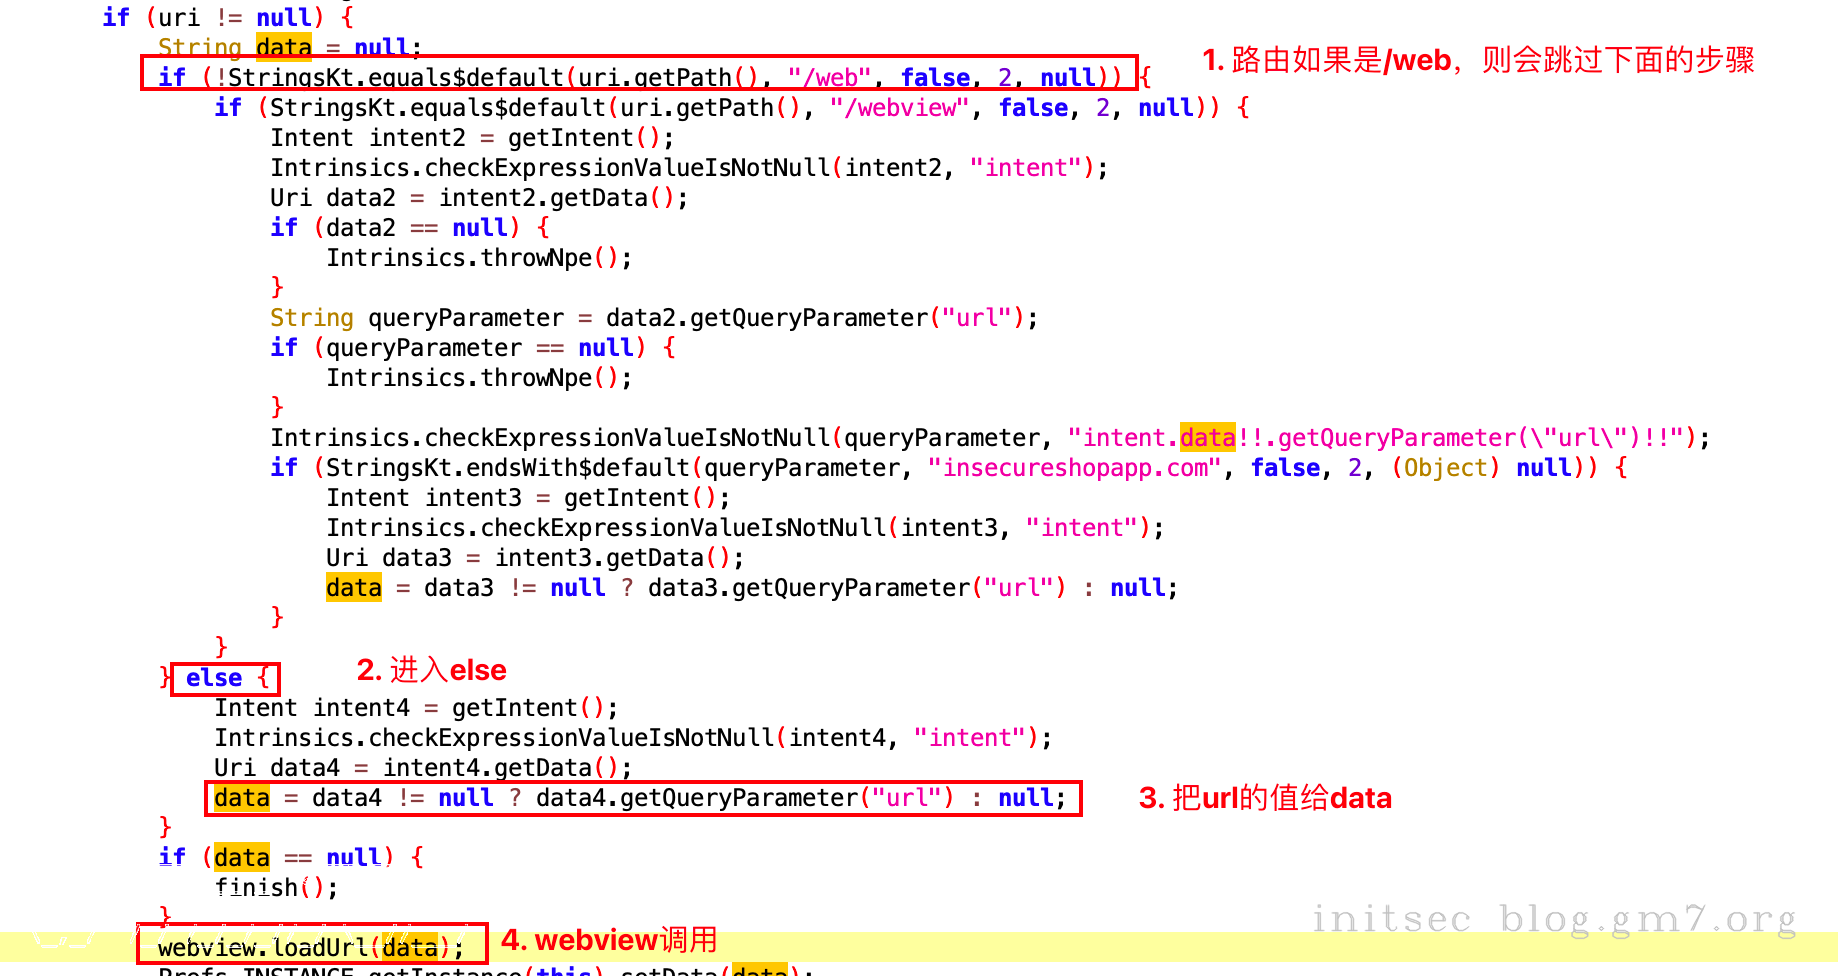 if (uri != null) {
String data = null;
if (!StringsKt.equals$default(uri.getPath(), "/web", false, 2, null)) {
1. 路由如果是/web，则会跳过下面的步骤
if (StringsKt.equals$default(uri.getPath(), "/webview", false, 2, null)) {
Intent intent2 = getIntent();
Intrinsics.checkExpressionValueIsNotNull(intent2, "intent");
Uri data2 = intent2.getData();
if (data2 == null) {
Intrinsics.throwNpe();
}
String queryParameter = data2.getQueryParameter("url");
if (queryParameter == null) {
Intrinsics.throwNpe();
}
Intrinsics.checkExpressionValueIsNotNull(queryParameter, "intent.data!!.getQueryParameter(\"url\")!!");
if (StringsKt.endsWith$default(queryParameter, "insecureshopapp.com", false, 2, (Object) null)) {
Intent intent3 = getIntent();
Intrinsics.checkExpressionValueIsNotNull(intent3, "intent");
Uri data3 = intent3.getData();
data = data3 != null ? data3.getQueryParameter("url") : null;
}
}
} else {
2. 进入else
Intent intent4 = getIntent();
Intrinsics.checkExpressionValueIsNotNull(intent4, "intent");
Uri data4 = intent4.getData();
data = data4 != null ? data4.getQueryParameter("url") : null;
3. 把url的值给data
}
if (data == null) {
finish();
}
initsec blog.gm7.org
webview.loadUrl(data);
4. webview调用
Prefs.INSTANCE.getInstance(this).setData(data);